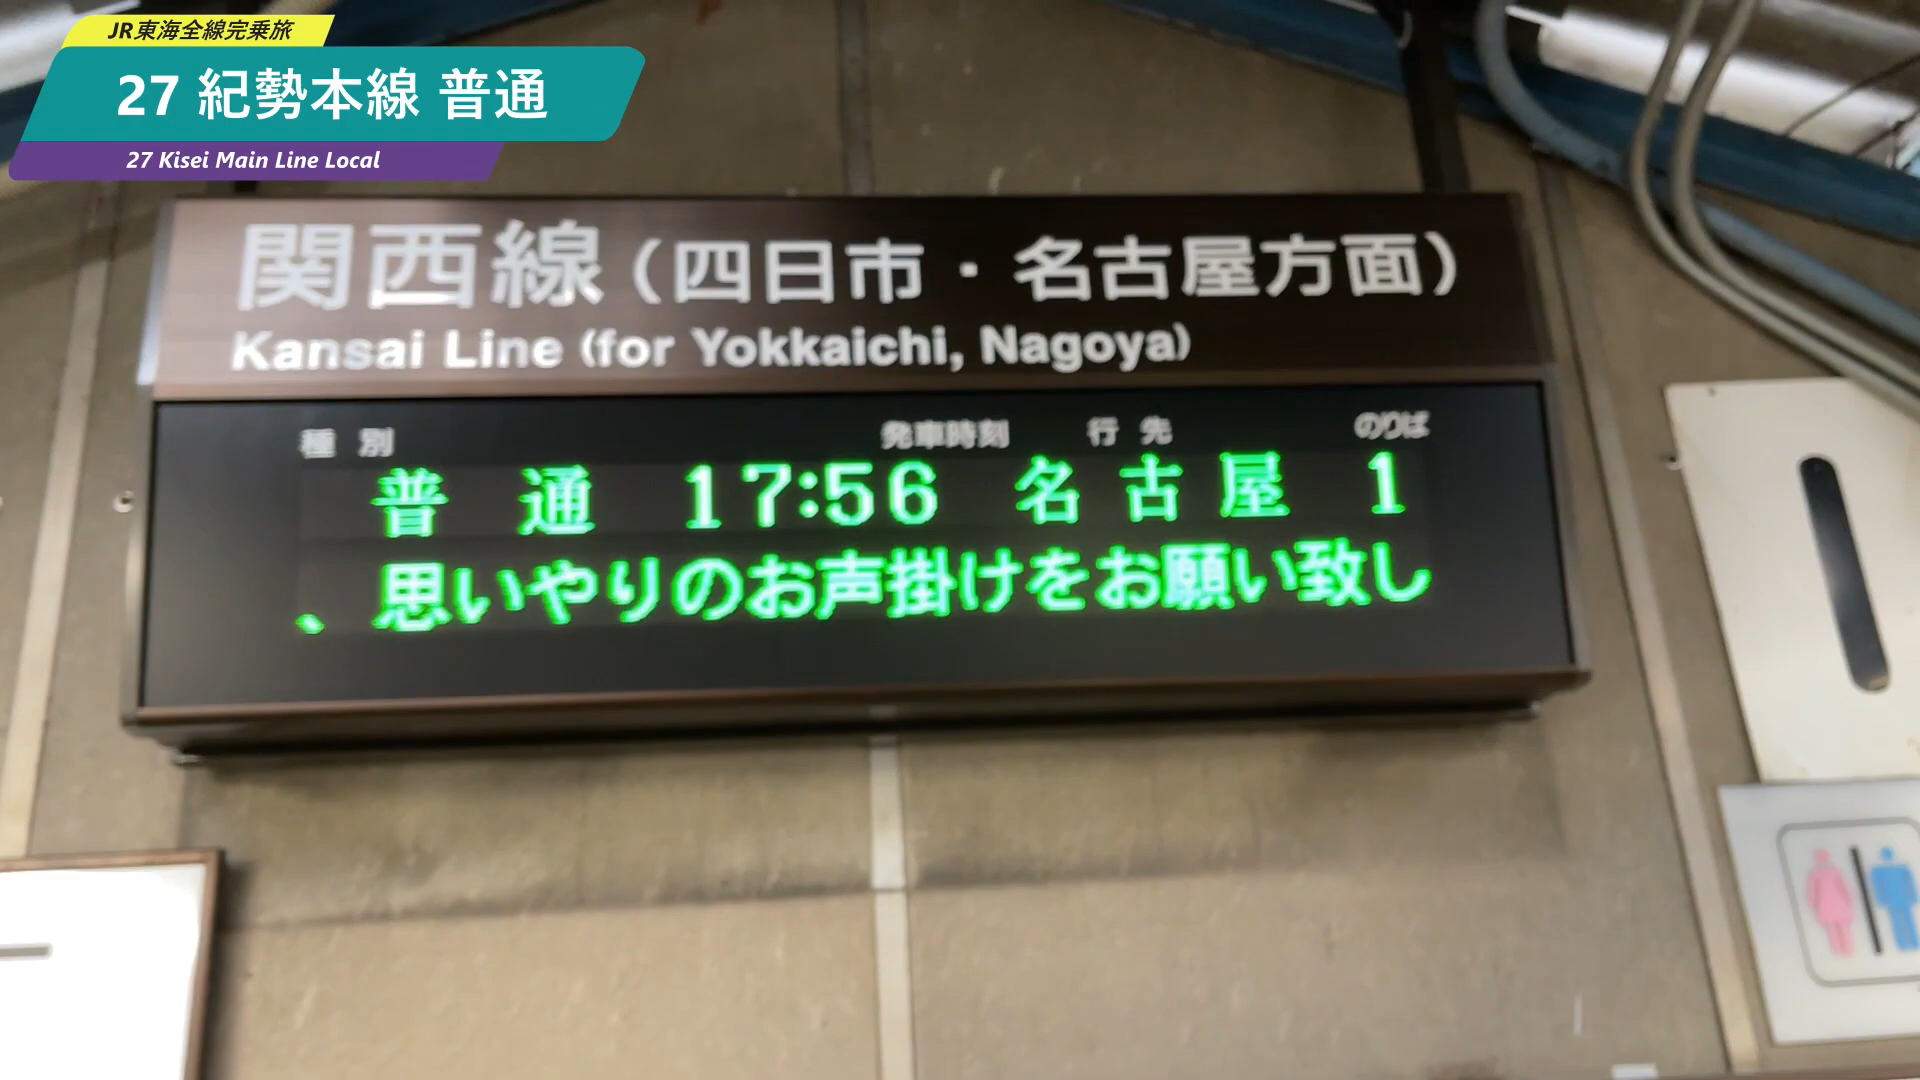 JR東海全線完乗旅
27 紀勢本線 普通
27 Kisei Main Line Local
関西線（四日市・名古屋方面）
Kansai Line (for Yokkaichi, Nagoya)
種別 発車時刻 行先 のりば
普通 17:56 名古屋 1
、思いやりのお声掛けをお願い致し